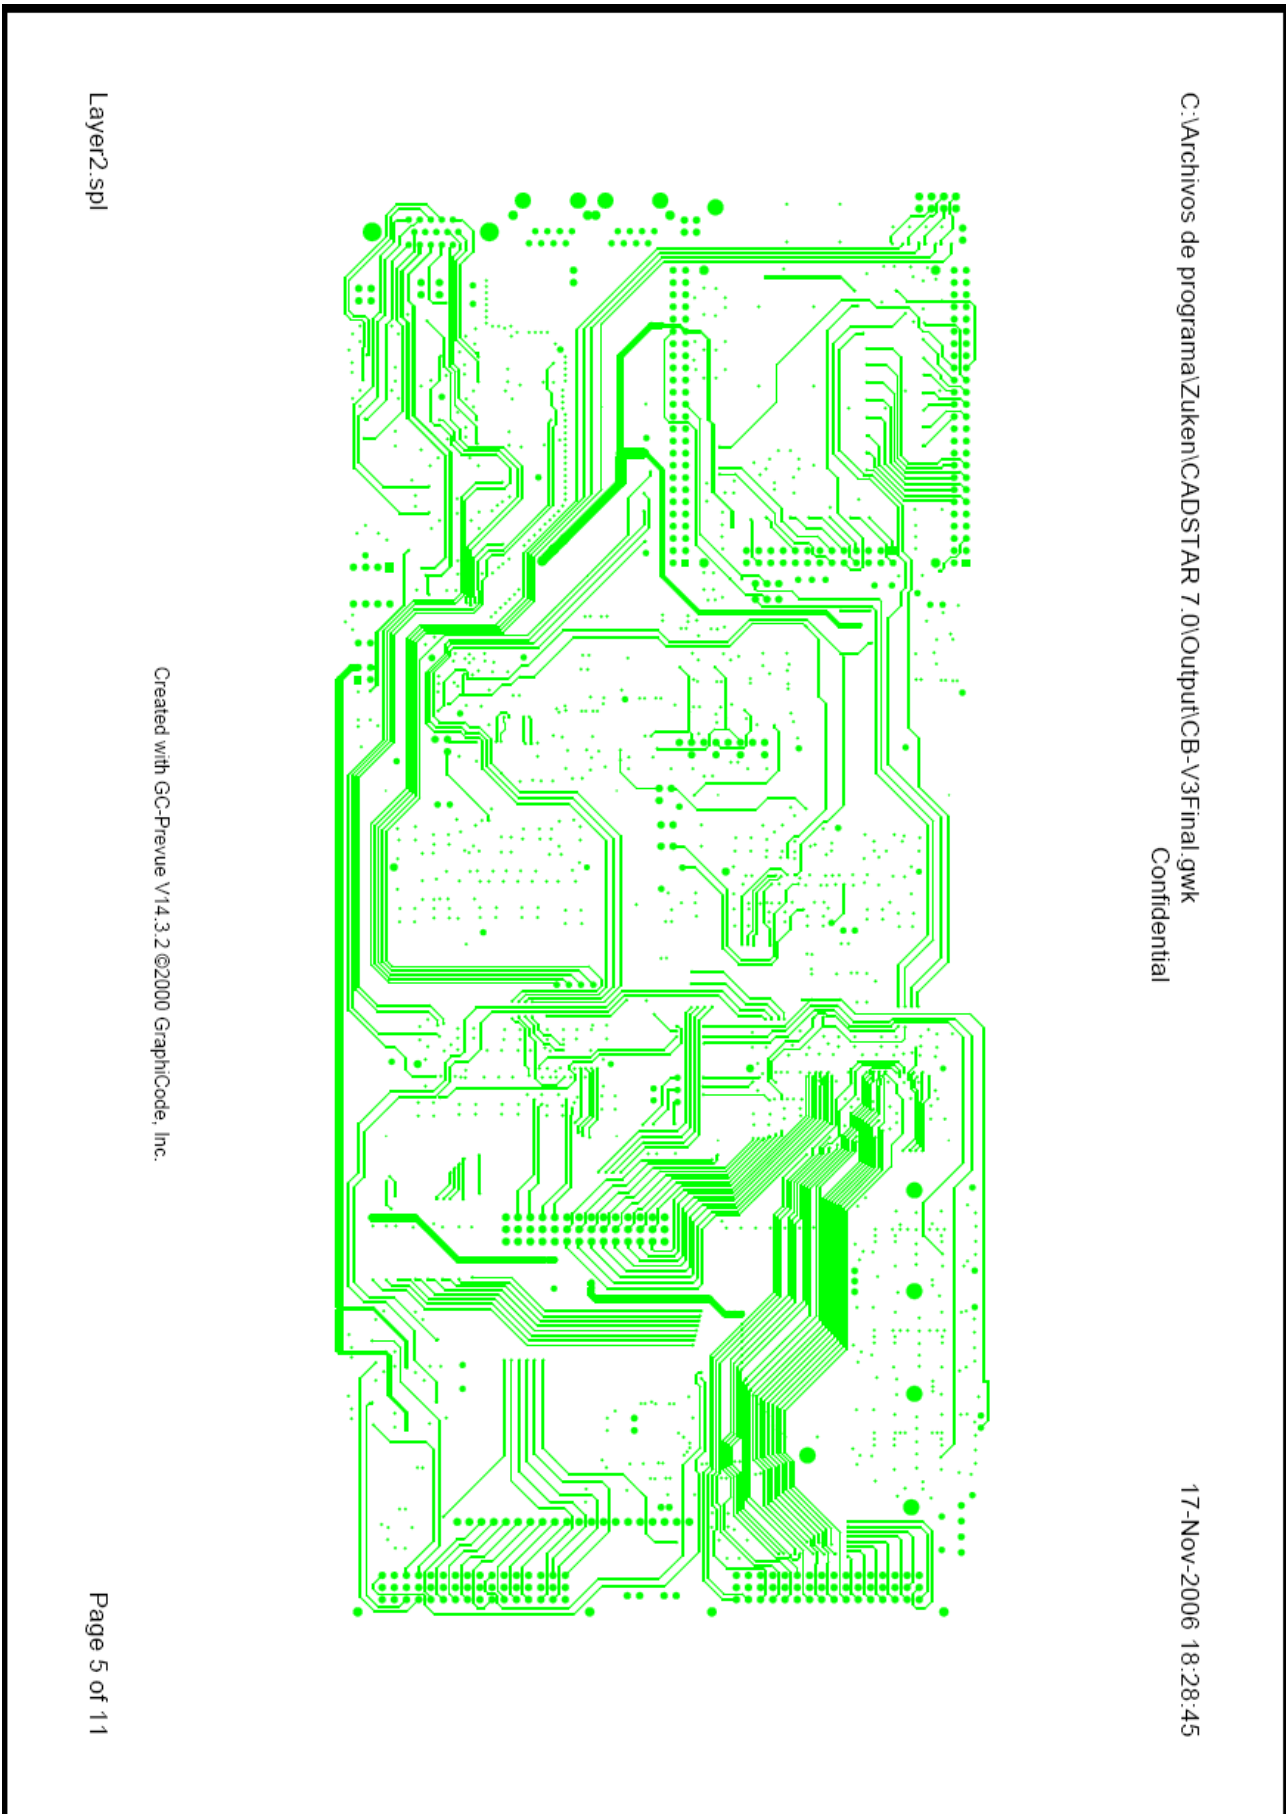 C:\Archivos de programa\Zuken\CADSTAR 7.0\Output\CB-V3Final.gwk
17-Nov-2006 18:28:45
Confidential
Created with GC-Prevue V14.3.2 ©2000 GraphiCode, Inc.
Layer2.spl
Page 5 of 11